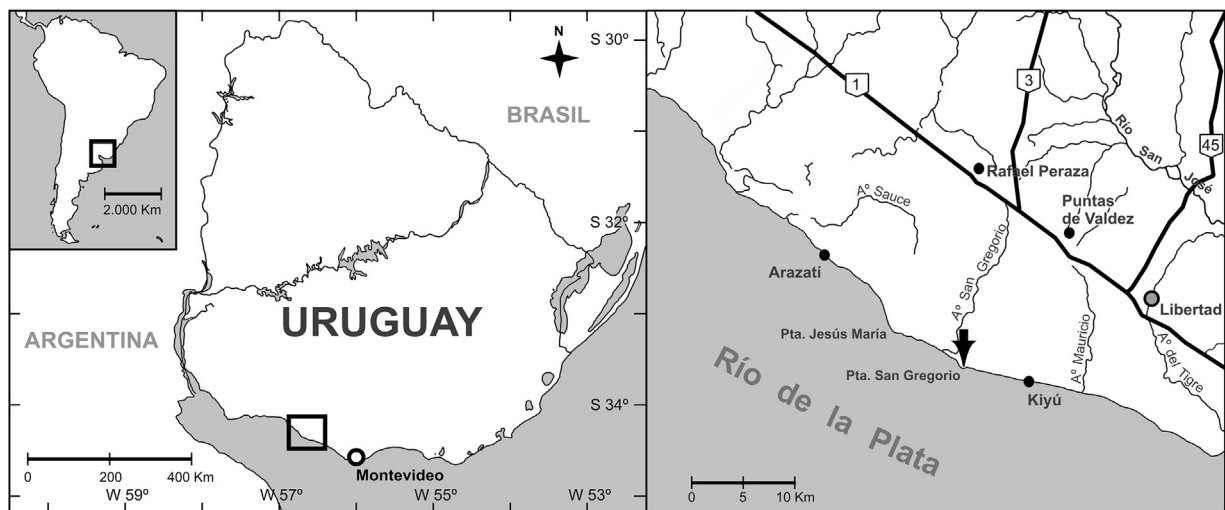 N
S 30º
BRASIL
2.000 Km
S 32º
URUGUAY
ARGENTINA
S 34º
0 200 400 Km
Montevideo
W 59º W 57º W 55º W 53º
1
3
45
Río San José
Rafael Peraza
Aº Sauce
Puntas
de Valdez
Arazatí
Aº San Gregorio
Libertad
Pta. Jesús María
Aº Mauricio
Aº del Tigre
Pta. San Gregorio
Kiyú
Río de la Plata
0 5 10 Km